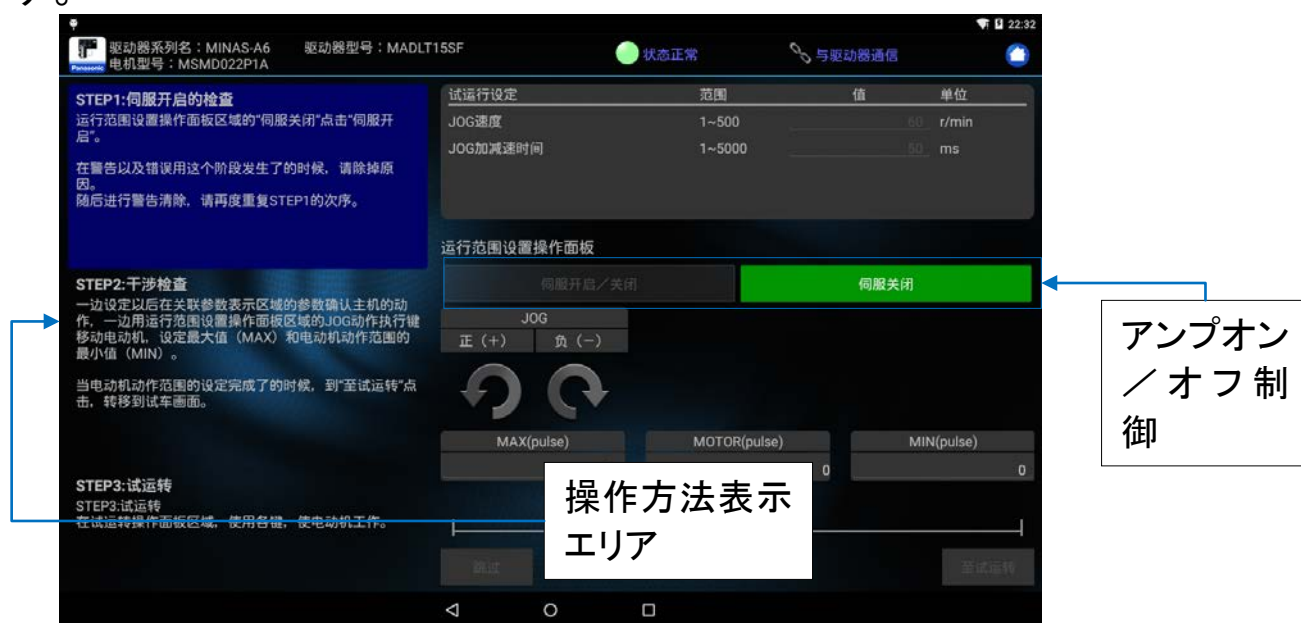 す。
22:32
驱动器系列名：MINAS-A6 驱动器型号：MADLT15SF
电机型号：MSMD022P1A
Panasonic
状态正常
与驱动器通信
STEP1:伺服开启的检查
运行范围设置操作面板区域的“伺服关闭”点击“伺服开
启”。
在警告以及错误用这个阶段发生了的时候，请除掉原
因。
随后进行警告清除，请再度重复STEP1的次序。
STEP2:干涉检查
一边设定以后在关联参数表示区域的参数确认主机的动
作，一边用运行范围设置操作面板区域的JOG动作执行键
移动电动机，设定最大值（MAX）和电动机动作范围的
最小值（MIN）。
当电动机动作范围的设定完成了的时候，到“至试运转”点
击，转移到试车画面。
STEP3:试运转
STEP3:试运转
在试运转操作面板区域，使用各键，使电动机工作。
试运行设定 范围 值 单位
JOG速度 1~500 60 r/min
JOG加减速时间 1~5000 50 ms
运行范围设置操作面板
伺服开启／关闭 伺服关闭
JOG
正（+） 负（−）
MAX(pulse) MOTOR(pulse) MIN(pulse)
0 0
跳过 至试运转
操作方法表示
エリア
アンプオン
／オフ制
御